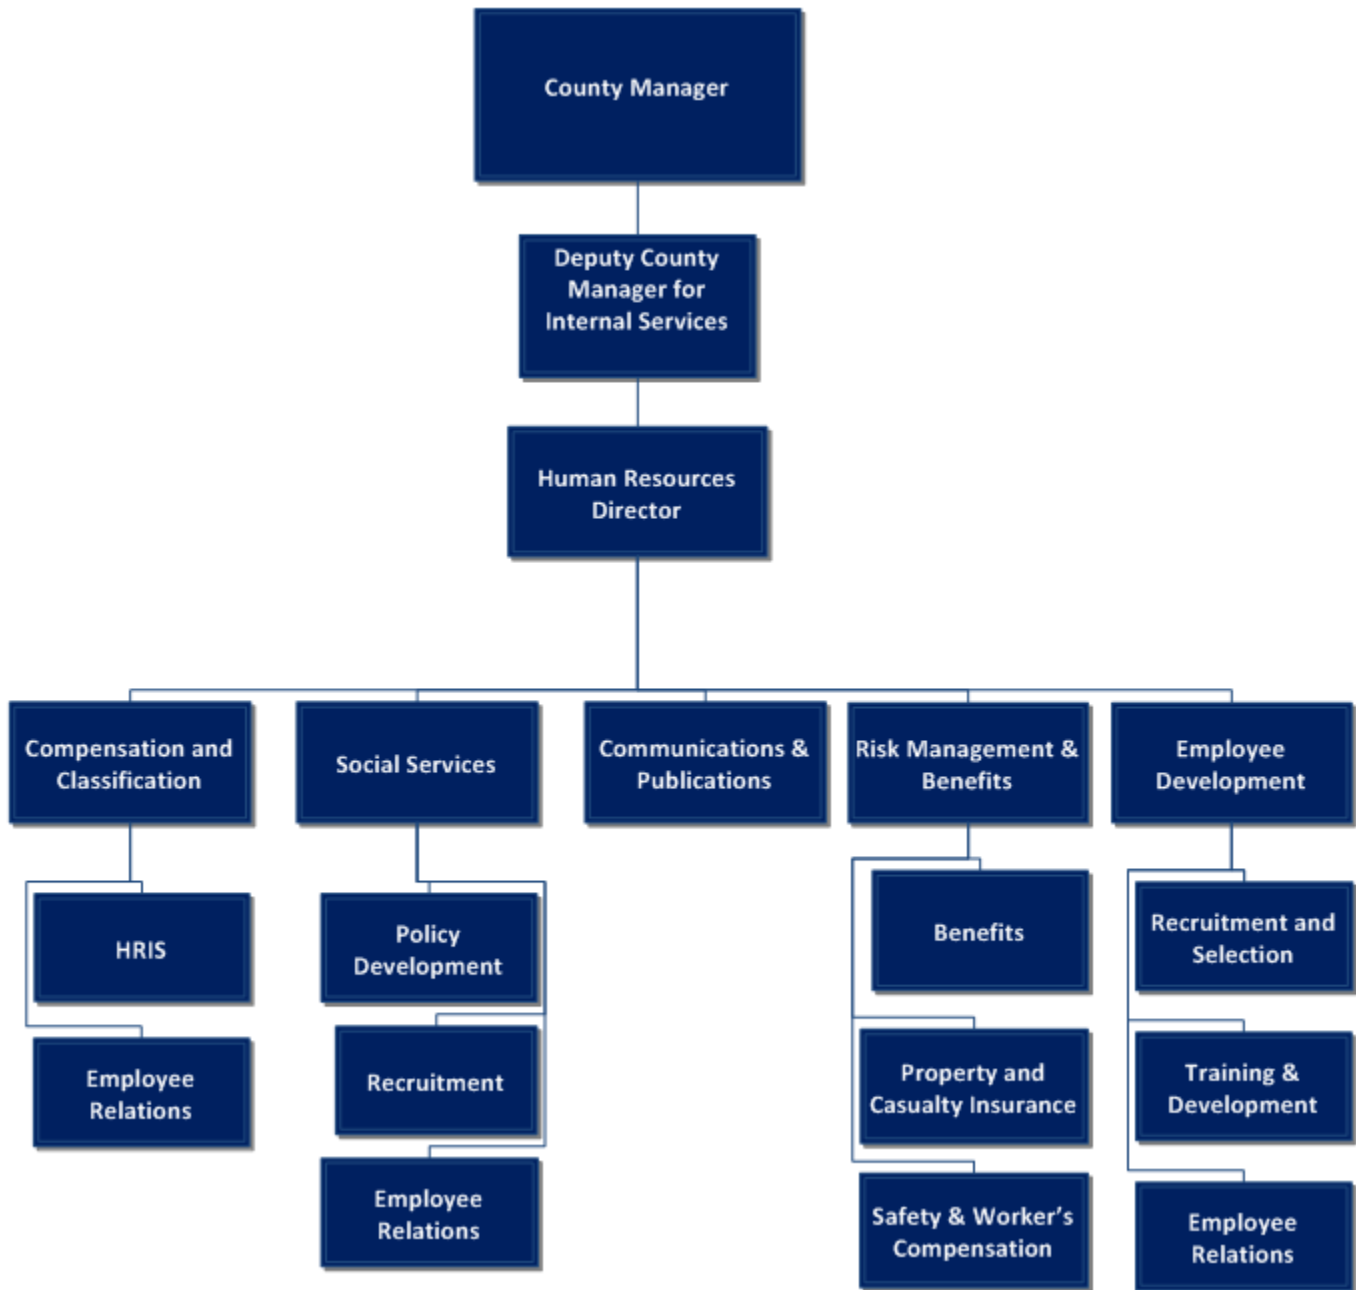 County Manager
Deputy County
Manager for
Internal Services
Human Resources
Director
Compensation and
Classification
Social Services
Communications &
Publications
Risk Management &
Benefits
Employee
Development
HRIS
Employee
Relations
Policy
Development
Recruitment
Employee
Relations
Benefits
Property and
Casualty Insurance
Safety & Worker’s
Compensation
Recruitment and
Selection
Training &
Development
Employee
Relations